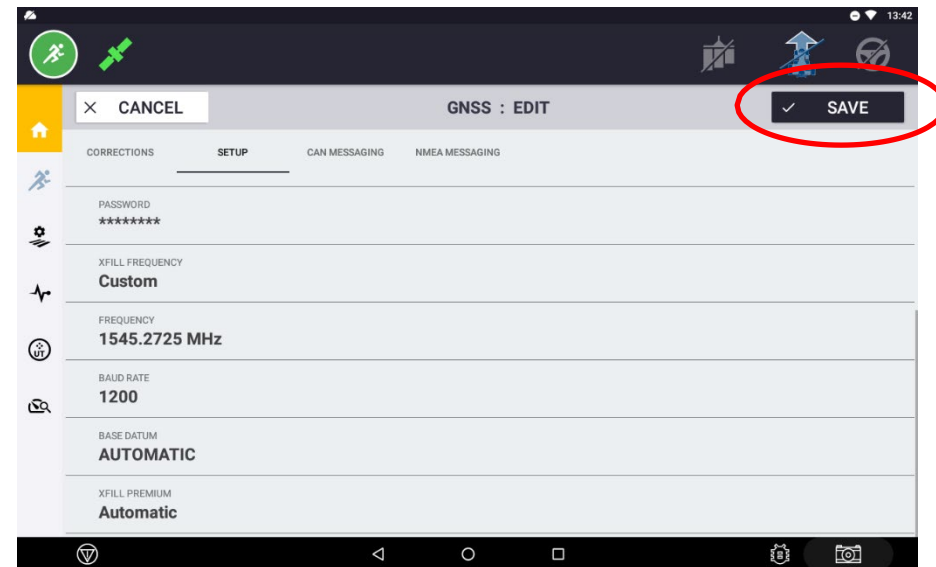 13:42
CANCEL
GNSS : EDIT
SAVE
CORRECTIONS SETUP CAN MESSAGING NMEA MESSAGING
PASSWORD
********
XFILL FREQUENCY
Custom
FREQUENCY
1545.2725 MHz
UT
BAUD RATE
1200
BASE DATUM
AUTOMATIC
XFILL PREMIUM
Automatic